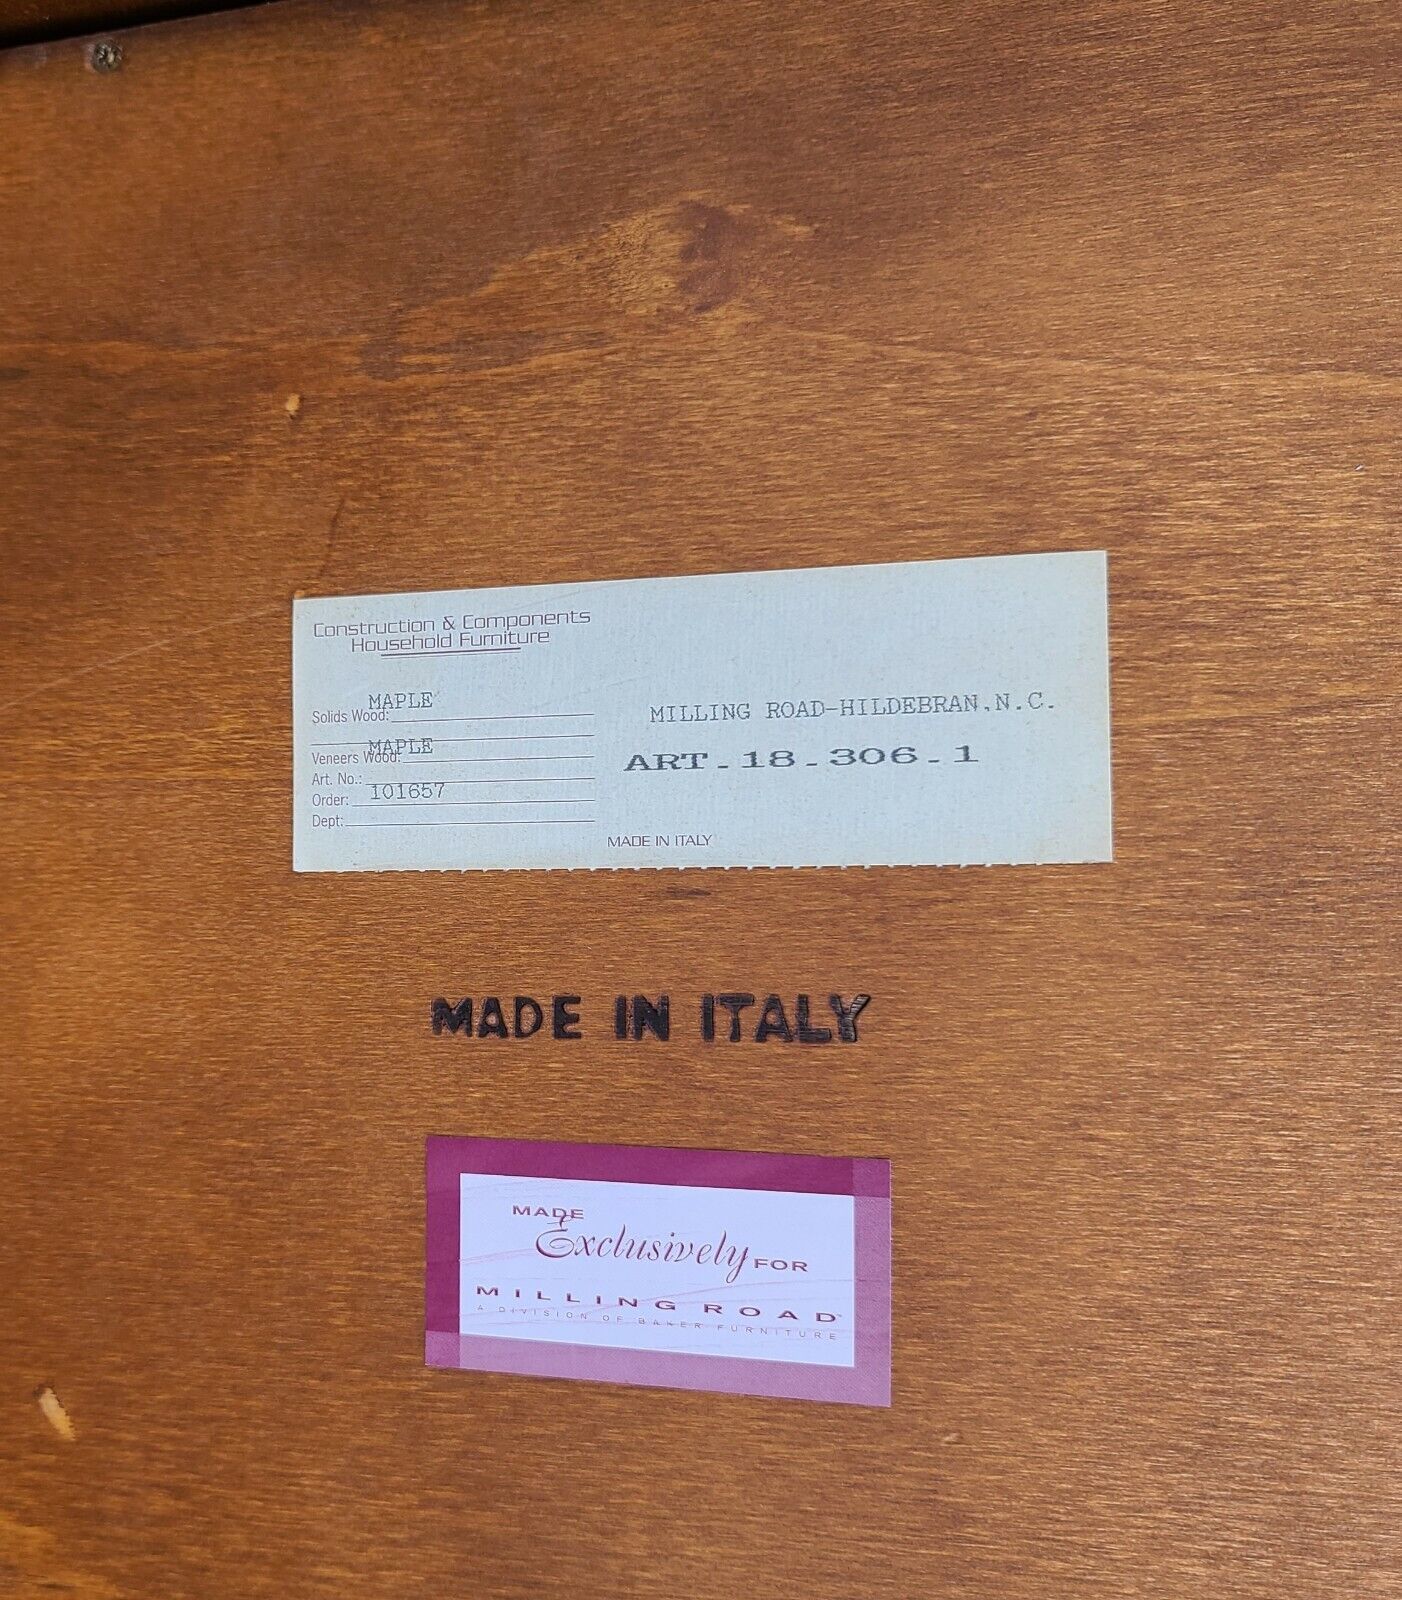 Construction & Components
Household Furniture
Solids Wood: MAPLE
Veneers Wood: MAPLE
Art. No.:
Order: 101657
Dept:
MILLING ROAD-HILDEBRAN.N.C.
ART.18.306.1
MADE IN ITALY
MADE IN ITALY
MADE
Exclusively FOR
MILLING ROAD
A DIVISION OF BAKER FURNITURE